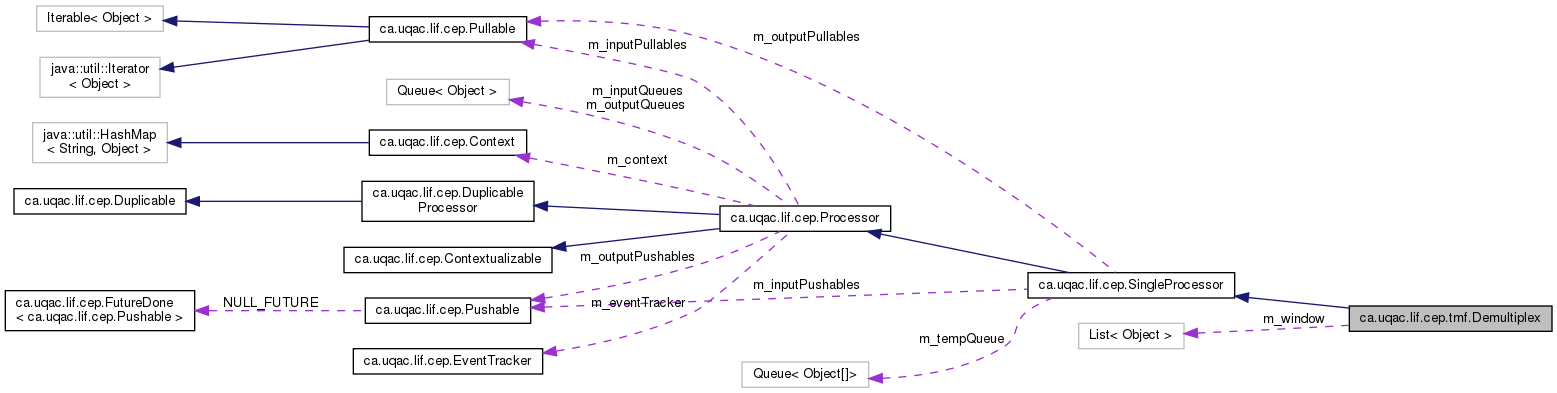 Iterable< Object >
ca.uqac.lif.cep.Pullable
m_outputPullables
m_inputPullables
java::util::Iterator
< Object >
Queue< Object >
m_inputQueues
m_outputQueues
java::util::HashMap
< String, Object >
ca.uqac.lif.cep.Context
m_context
ca.uqac.lif.cep.Duplicable
ca.uqac.lif.cep.Duplicable
Processor
ca.uqac.lif.cep.Processor
ca.uqac.lif.cep.Contextualizable
m_outputPushables
ca.uqac.lif.cep.SingleProcessor
m_inputPushables
ca.uqac.lif.cep.FutureDone
< ca.uqac.lif.cep.Pushable >
NULL_FUTURE
ca.uqac.lif.cep.Pushable
m_eventTracker
m_window
ca.uqac.lif.cep.tmf.Demultiplex
List< Object >
m_tempQueue
ca.uqac.lif.cep.EventTracker
Queue< Object[]>